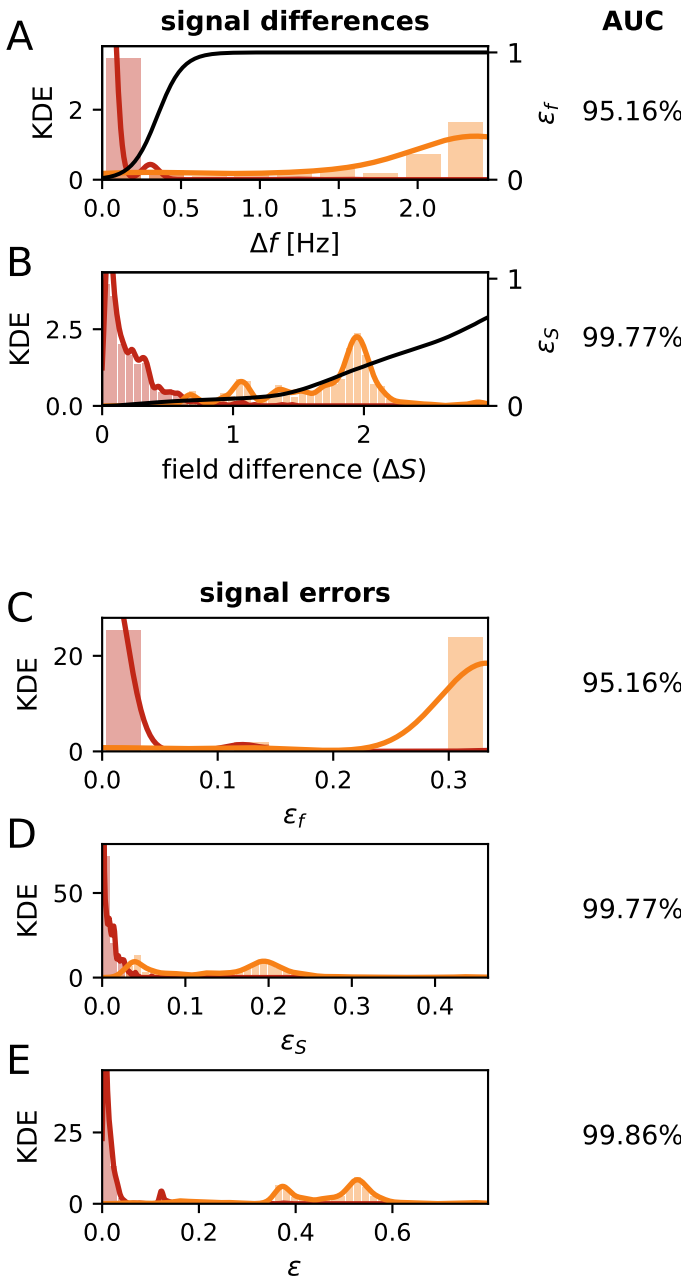 signal differences AUC
A
KDE
2
0
1
0
ε_f
95.16%
0.0 0.5 1.0 1.5 2.0
Δf [Hz]
B
KDE
2.5
0.0
1
0
ε_S
99.77%
0 1 2
field difference (ΔS)
signal errors
C
KDE
20
0
95.16%
0.0 0.1 0.2 0.3
ε_f
D
KDE
50
0
99.77%
0.0 0.1 0.2 0.3 0.4
ε_S
E
KDE
25
0
99.86%
0.0 0.2 0.4 0.6
ε